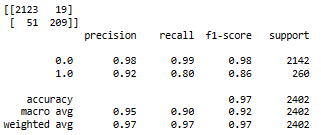 [[2123 19]
[ 51 209]]
precision recall f1-score support
0.0 0.98 0.99 0.98 2142
1.0 0.92 0.80 0.86 260
accuracy 0.97 2402
macro avg 0.95 0.90 0.92 2402
weighted avg 0.97 0.97 0.97 2402